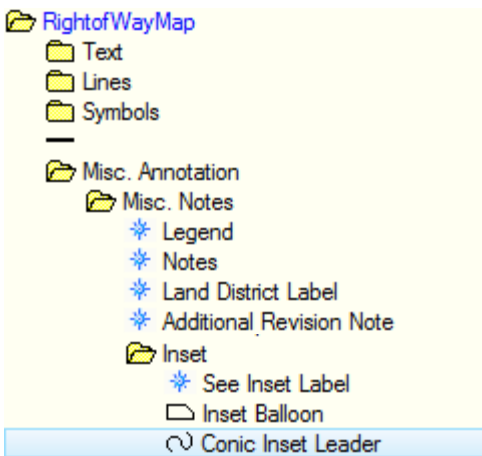 RightofWayMap
Text
Lines
Symbols
Misc. Annotation
Misc. Notes
Legend
Notes
Land District Label
Additional Revision Note
Inset
See Inset Label
Inset Balloon
Conic Inset Leader